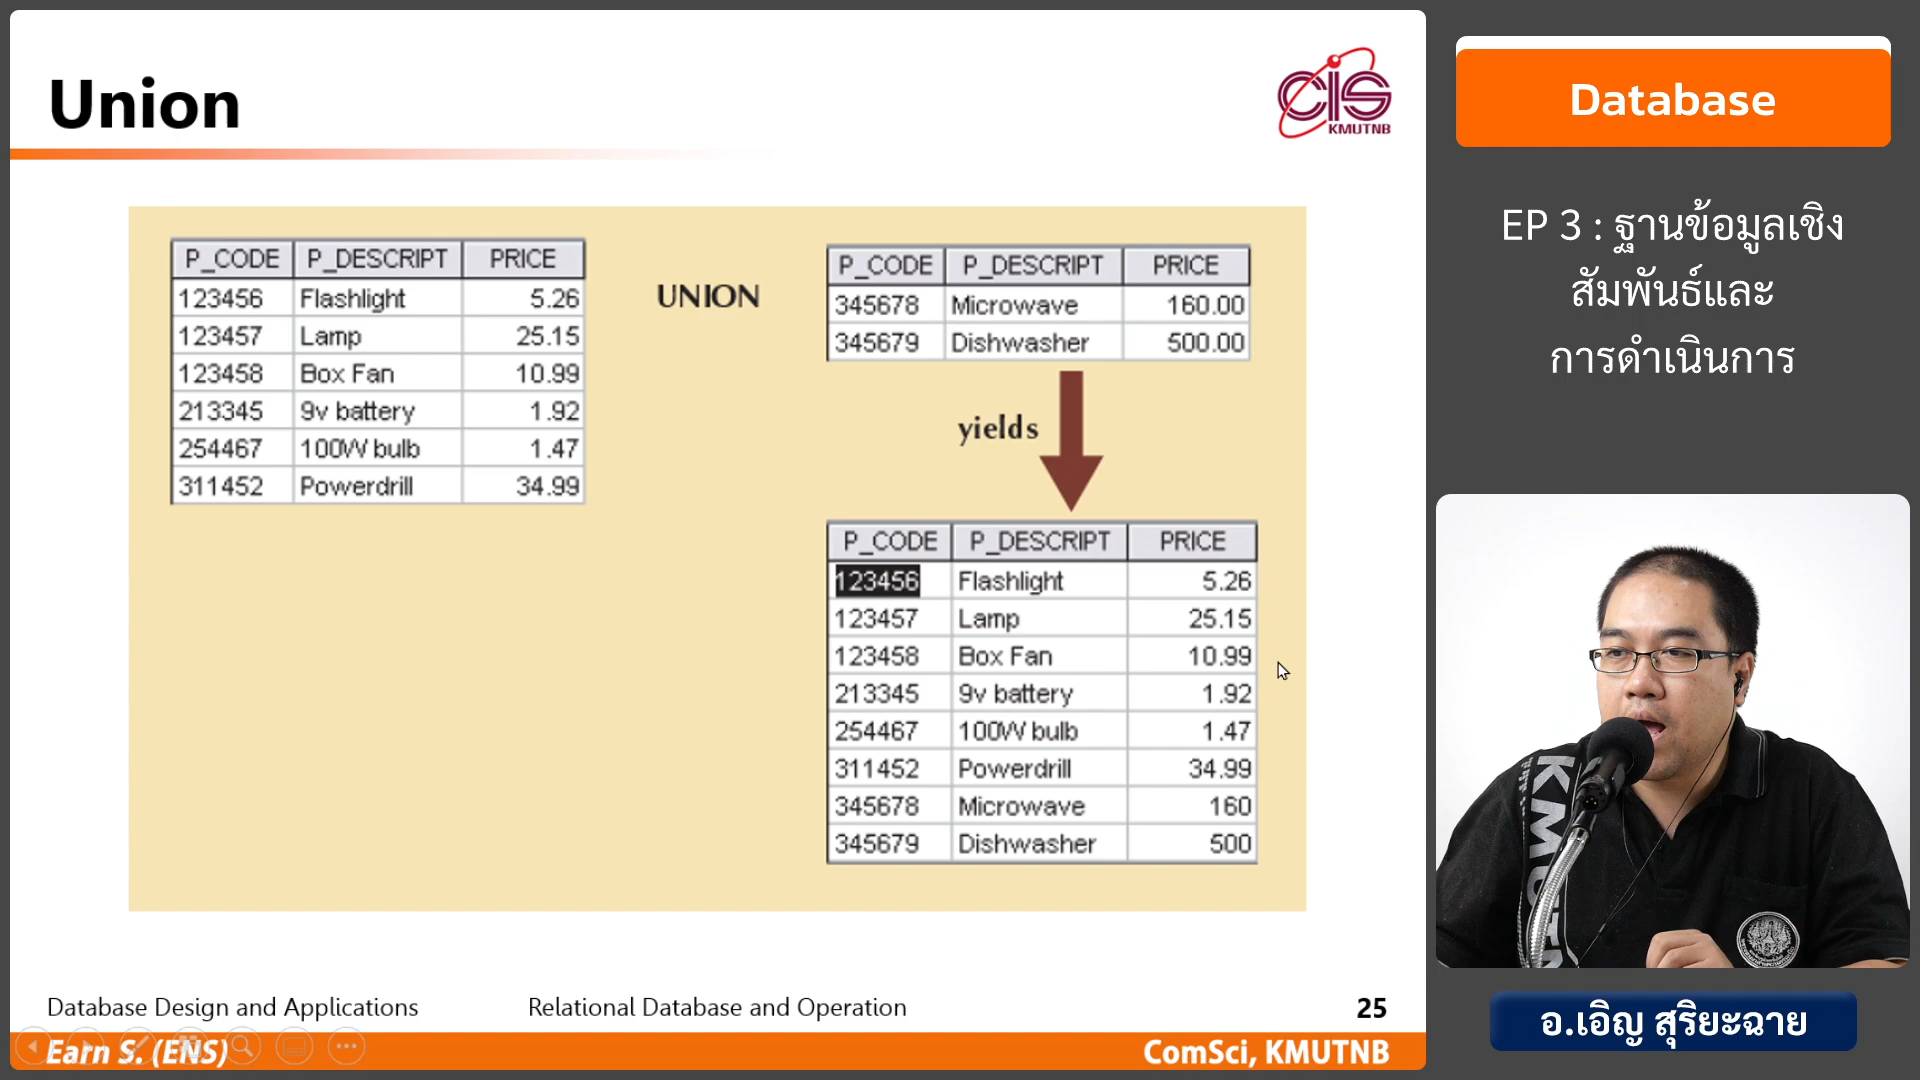 Union
CIS
KMUTNB
P_CODE P_DESCRIPT PRICE
123456 Flashlight 5.26
123457 Lamp 25.15
123458 Box Fan 10.99
213345 9v battery 1.92
254467 100W bulb 1.47
311452 Powerdrill 34.99
UNION
P_CODE P_DESCRIPT PRICE
345678 Microwave 160.00
345679 Dishwasher 500.00
yields
P_CODE P_DESCRIPT PRICE
123456 Flashlight 5.26
123457 Lamp 25.15
123458 Box Fan 10.99
213345 9v battery 1.92
254467 100W bulb 1.47
311452 Powerdrill 34.99
345678 Microwave 160
345679 Dishwasher 500
Database Design and Applications Relational Database and Operation 25
Earn S. (ENS) ComSci, KMUTNB
Database
EP 3 : ฐานข้อมูลเชิง
สัมพันธ์และ
การดำเนินการ
อ.เอิญ สุริยะฉาย